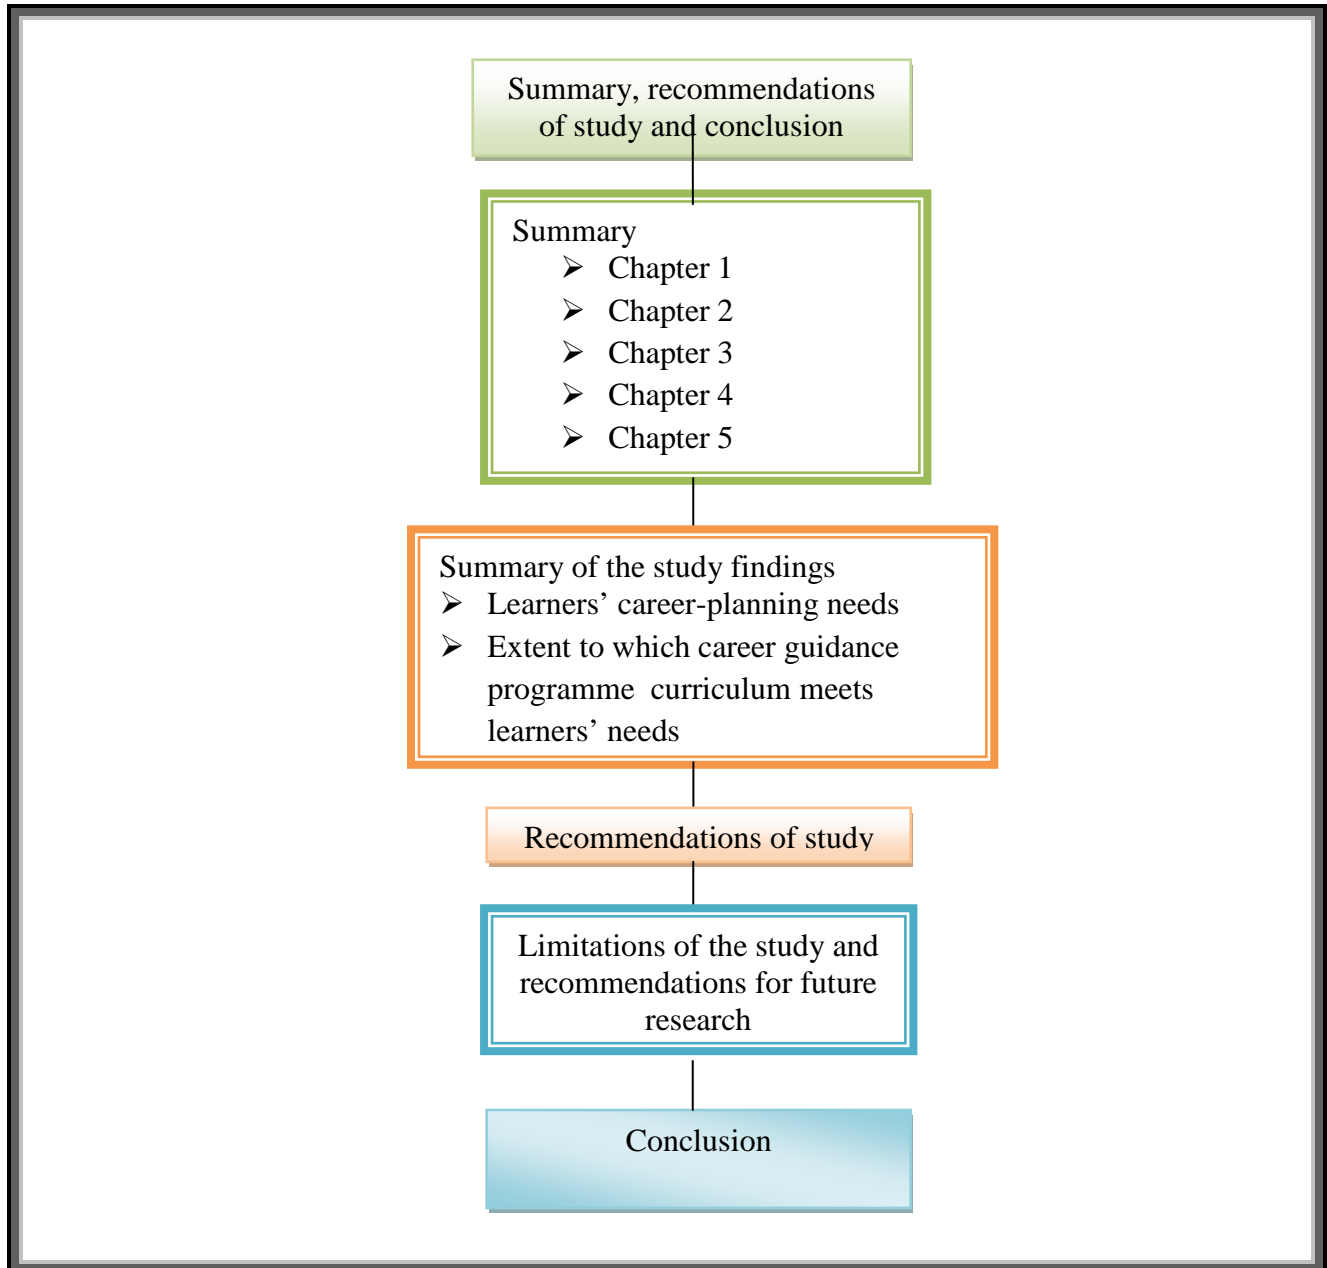 Summary, recommendations
of study and conclusion
Summary
➢ Chapter 1
➢ Chapter 2
➢ Chapter 3
➢ Chapter 4
➢ Chapter 5
Summary of the study findings
➢ Learners’ career-planning needs
➢ Extent to which career guidance
programme curriculum meets
learners’ needs
Recommendations of study
Limitations of the study and
recommendations for future
research
Conclusion